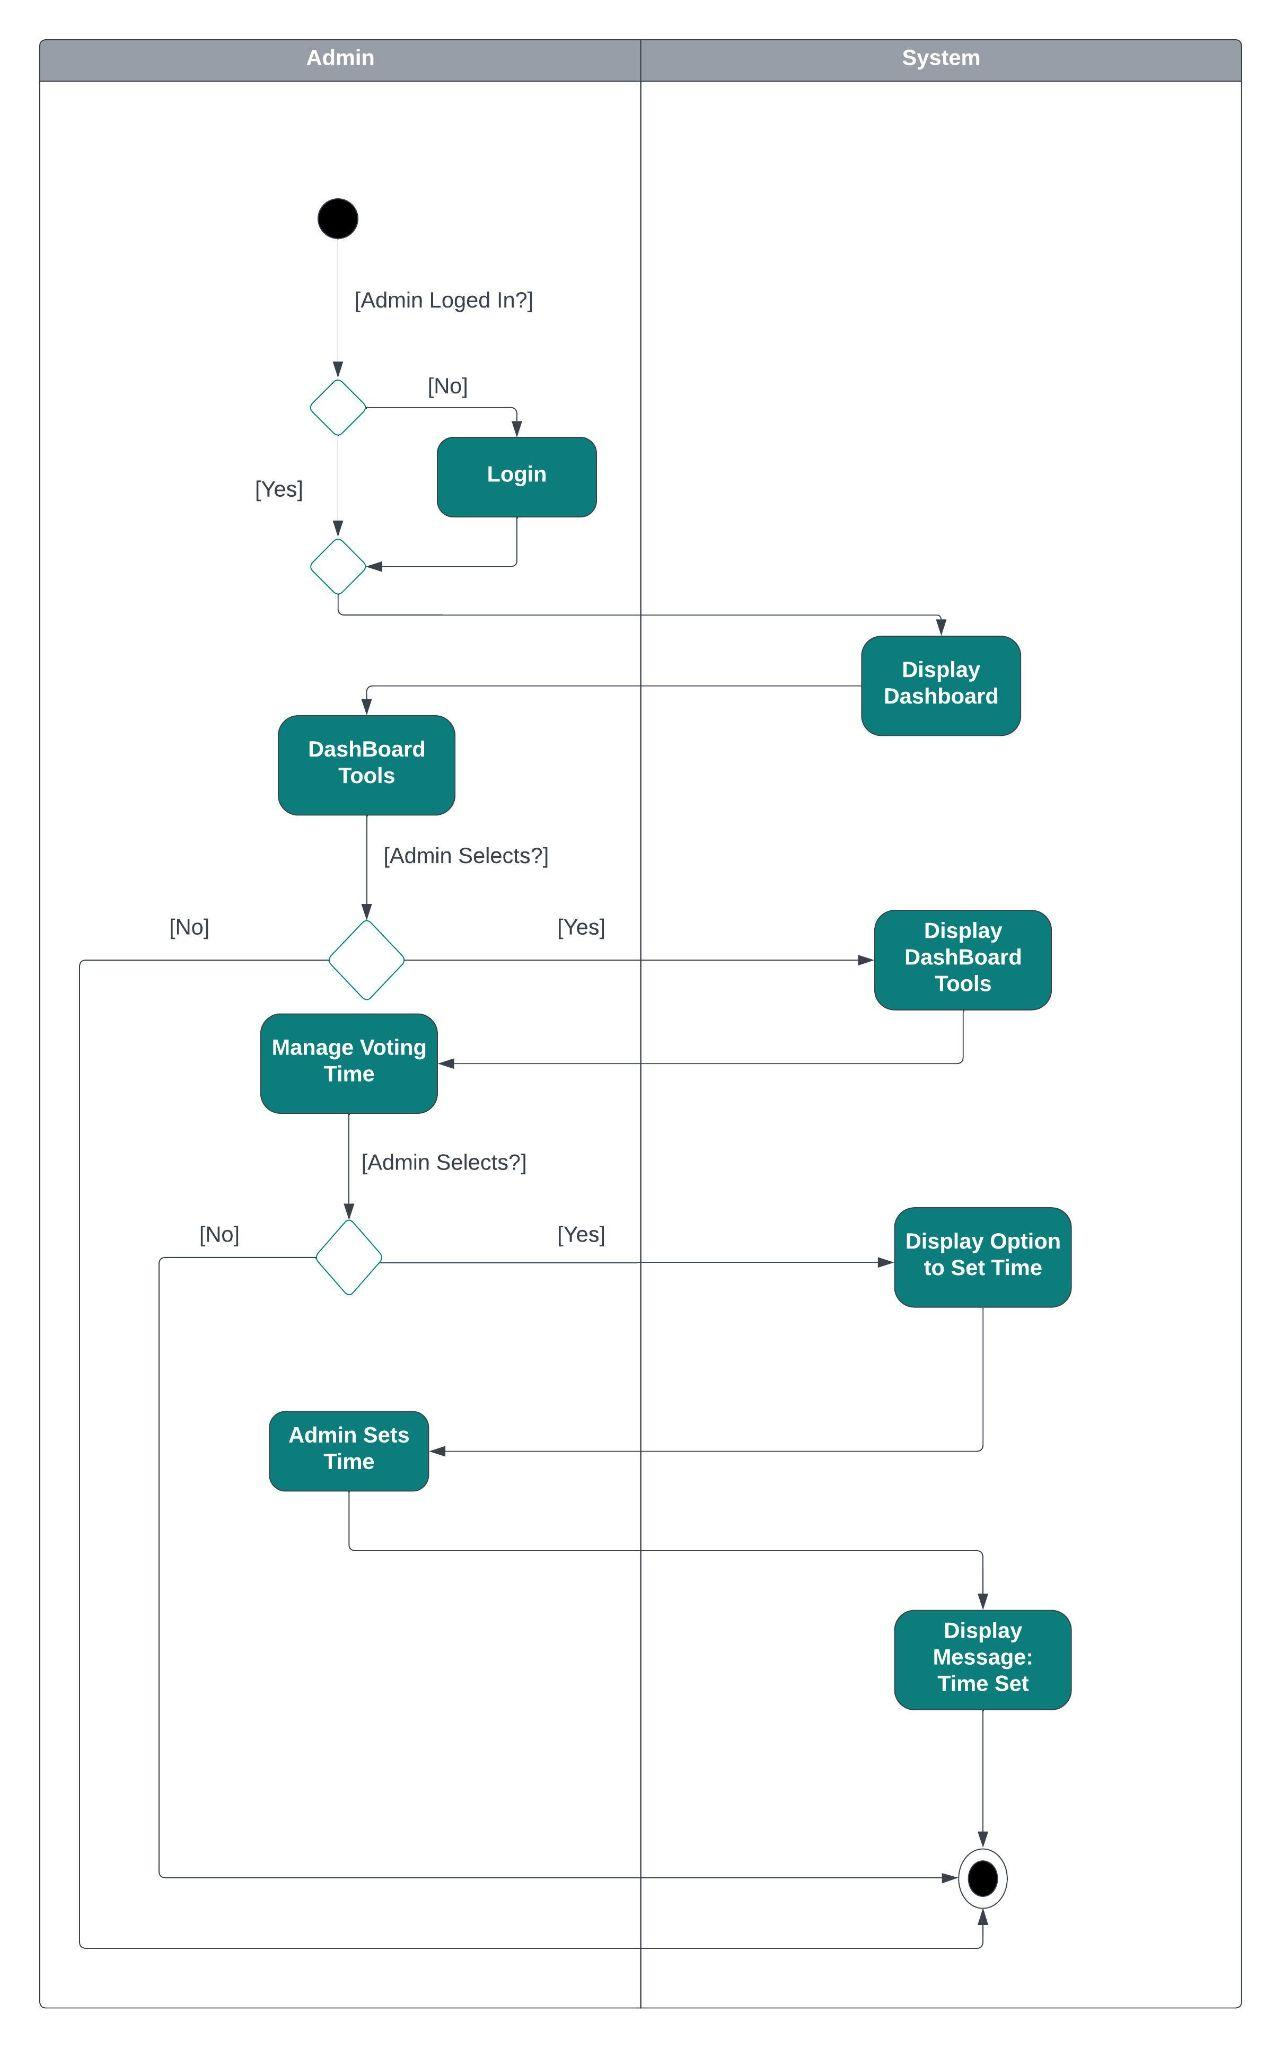 Admin
System
[Admin Loged In?]
[No]
Login
[Yes]
Display
Dashboard
DashBoard
Tools
[Admin Selects?]
[No]
[Yes]
Display
DashBoard
Tools
Manage Voting
Time
[Admin Selects?]
[No]
[Yes]
Display Option
to Set Time
Admin Sets
Time
Display
Message:
Time Set